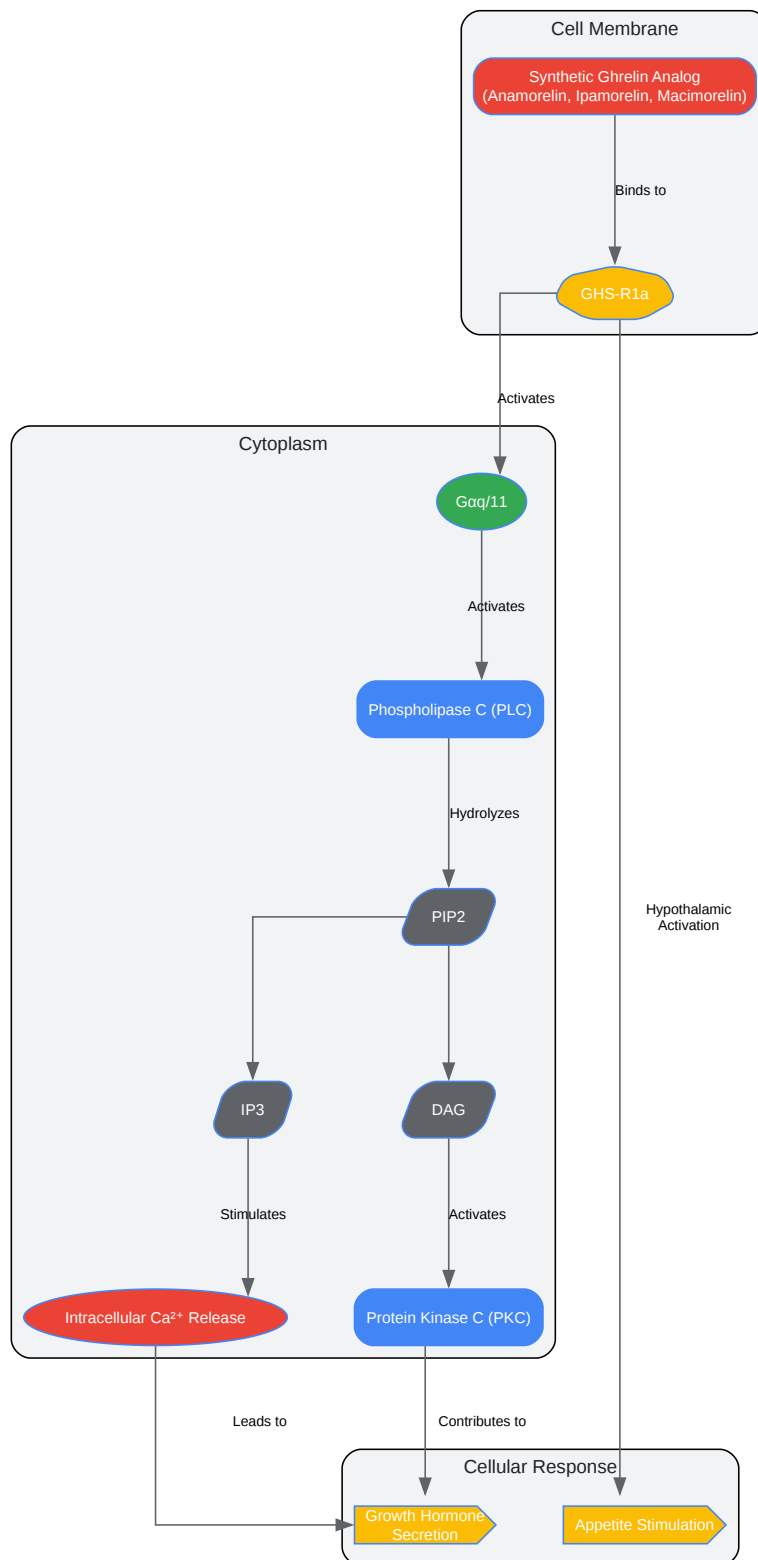 Cell Membrane
Synthetic Ghrelin Analog
(Anamorelin, Ipamorelin, Macimorelin)
Binds to
GHS-R1a
Activates
Cytoplasm
Gαq/11
Activates
Phospholipase C (PLC)
Hydrolyzes
PIP2
Hypothalamic
Activation
IP3
DAG
Stimulates
Activates
Intracellular Ca²⁺ Release
Protein Kinase C (PKC)
Leads to
Contributes to
Cellular Response
Growth Hormone
Secretion
Appetite Stimulation